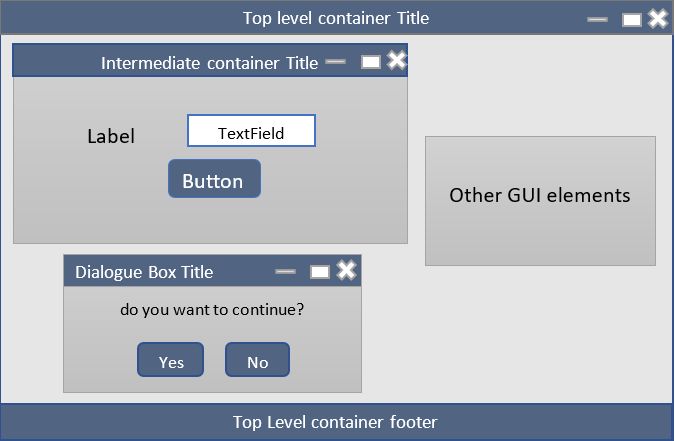 Top level container Title
Intermediate container Title
Label
TextField
Button
Other GUI elements
Dialogue Box Title
do you want to continue?
Yes
No
Top Level container footer